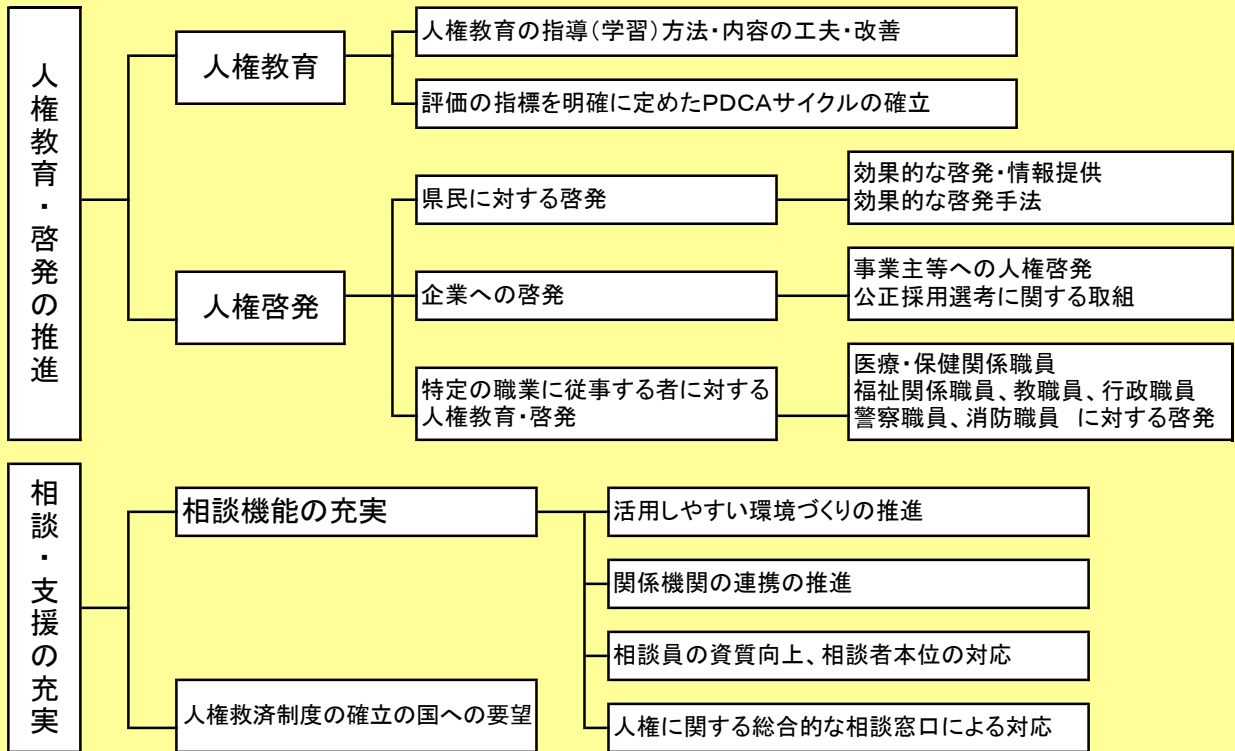 人権教育・啓発の推進
人権教育
人権教育の指導（学習）方法・内容の工夫・改善
評価の指標を明確に定めたＰＤＣＡサイクルの確立
人権啓発
県民に対する啓発
効果的な啓発・情報提供
効果的な啓発手法
企業への啓発
事業主等への人権啓発
公正採用選考に関する取組
特定の職業に従事する者に対する
人権教育・啓発
医療・保健関係職員
福祉関係職員、教職員、行政職員
警察職員、消防職員　に対する啓発
相談・支援の充実
相談機能の充実
活用しやすい環境づくりの推進
関係機関の連携の推進
相談員の資質向上、相談者本位の対応
人権に関する総合的な相談窓口による対応
人権救済制度の確立の国への要望